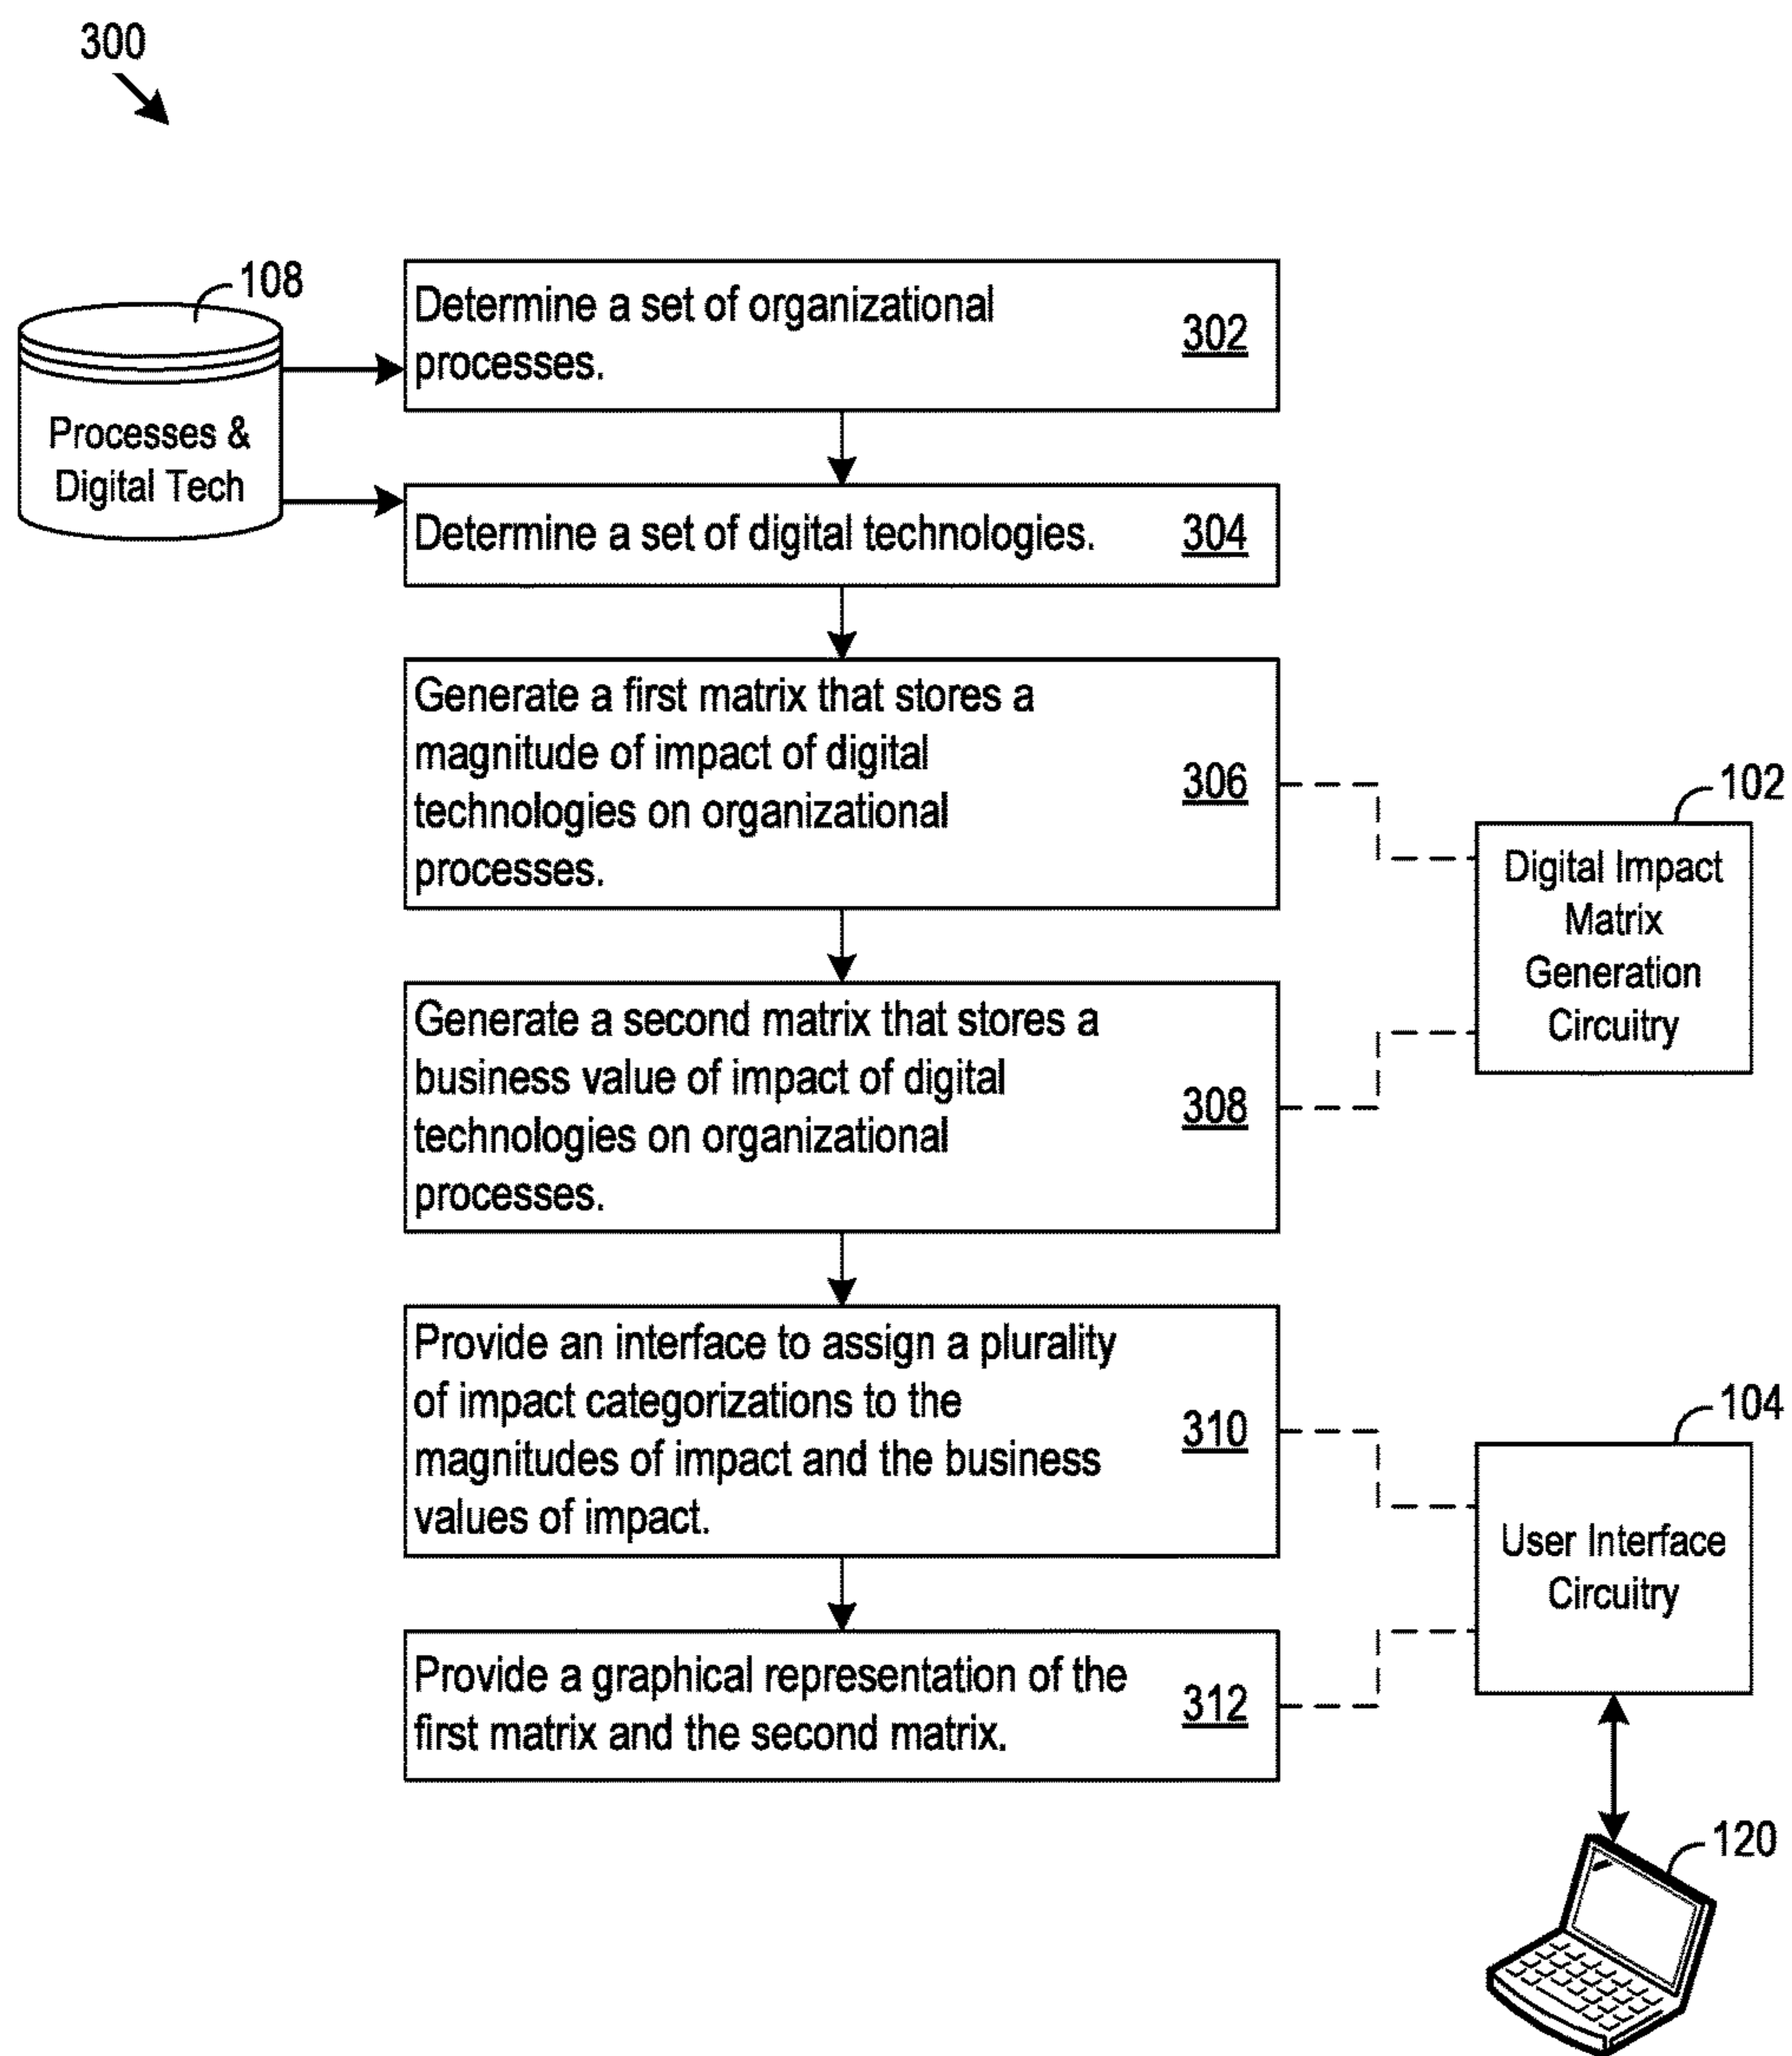 300
108
Processes &
Digital Tech
Determine a set of organizational
processes.
302
Determine a set of digital technologies.
304
Generate a first matrix that stores a
magnitude of impact of digital
technologies on organizational
processes.
306
102
Digital Impact
Matrix
Generation
Circuitry
Generate a second matrix that stores a
business value of impact of digital
technologies on organizational
processes.
308
Provide an interface to assign a plurality
of impact categorizations to the
magnitudes of impact and the business
values of impact.
310
104
User Interface
Circuitry
Provide a graphical representation of the
first matrix and the second matrix.
312
120